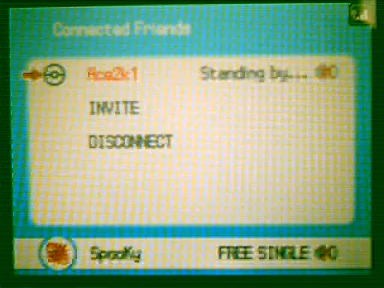 Connected Friends
Ace2k1 Standing by....
INVITE
DISCONNECT
Spooky FREE SINGLE